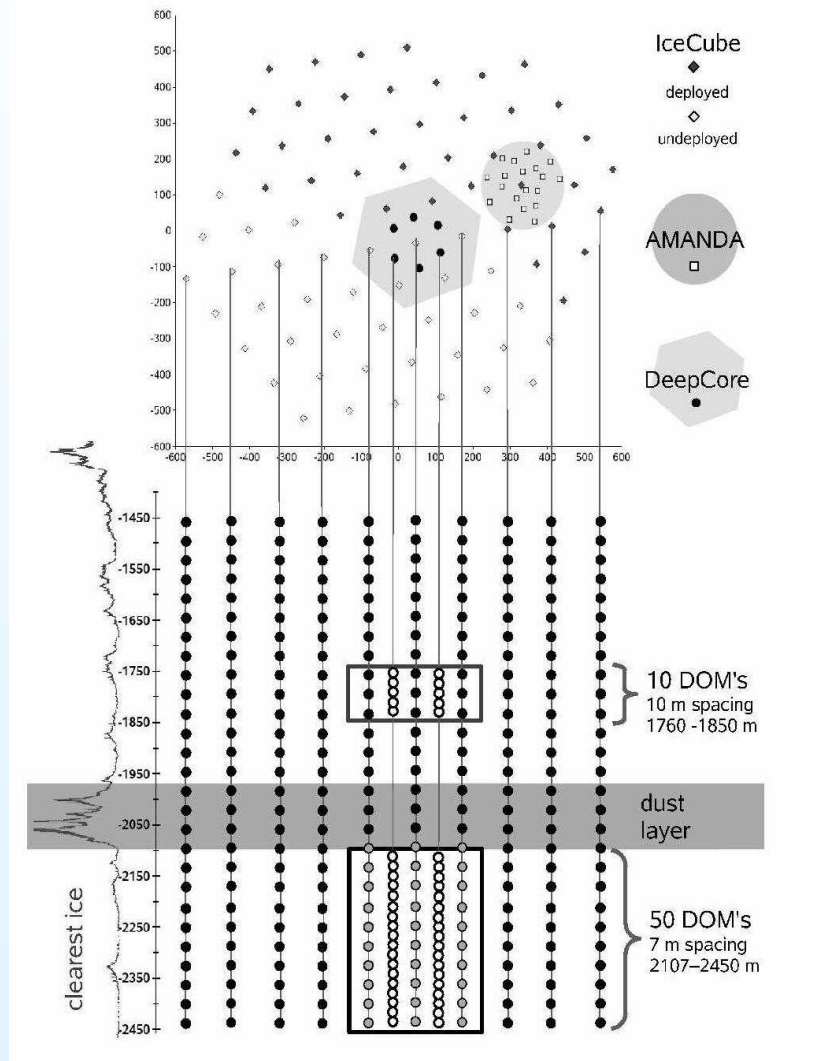 600
500
400
300
200
100
0
-100
-200
-300
-400
-500
-600
-600 -500 -400 -300 -200 -100 0 100 200 300 400 500 600
IceCube
deployed
undeployed
AMANDA
DeepCore
-1450
-1550
-1650
-1750
-1850
-1950
-2050
-2150
-2250
-2350
-2450
clearest ice
10 DOM's
10 m spacing
1760 -1850 m
dust
layer
50 DOM's
7 m spacing
2107–2450 m